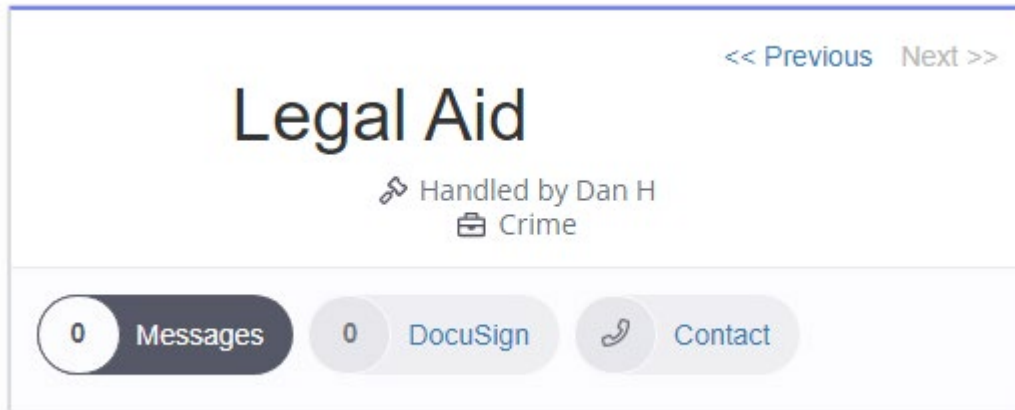 << Previous Next >>
Legal Aid
Handled by Dan H
Crime
0 Messages 0 DocuSign Contact